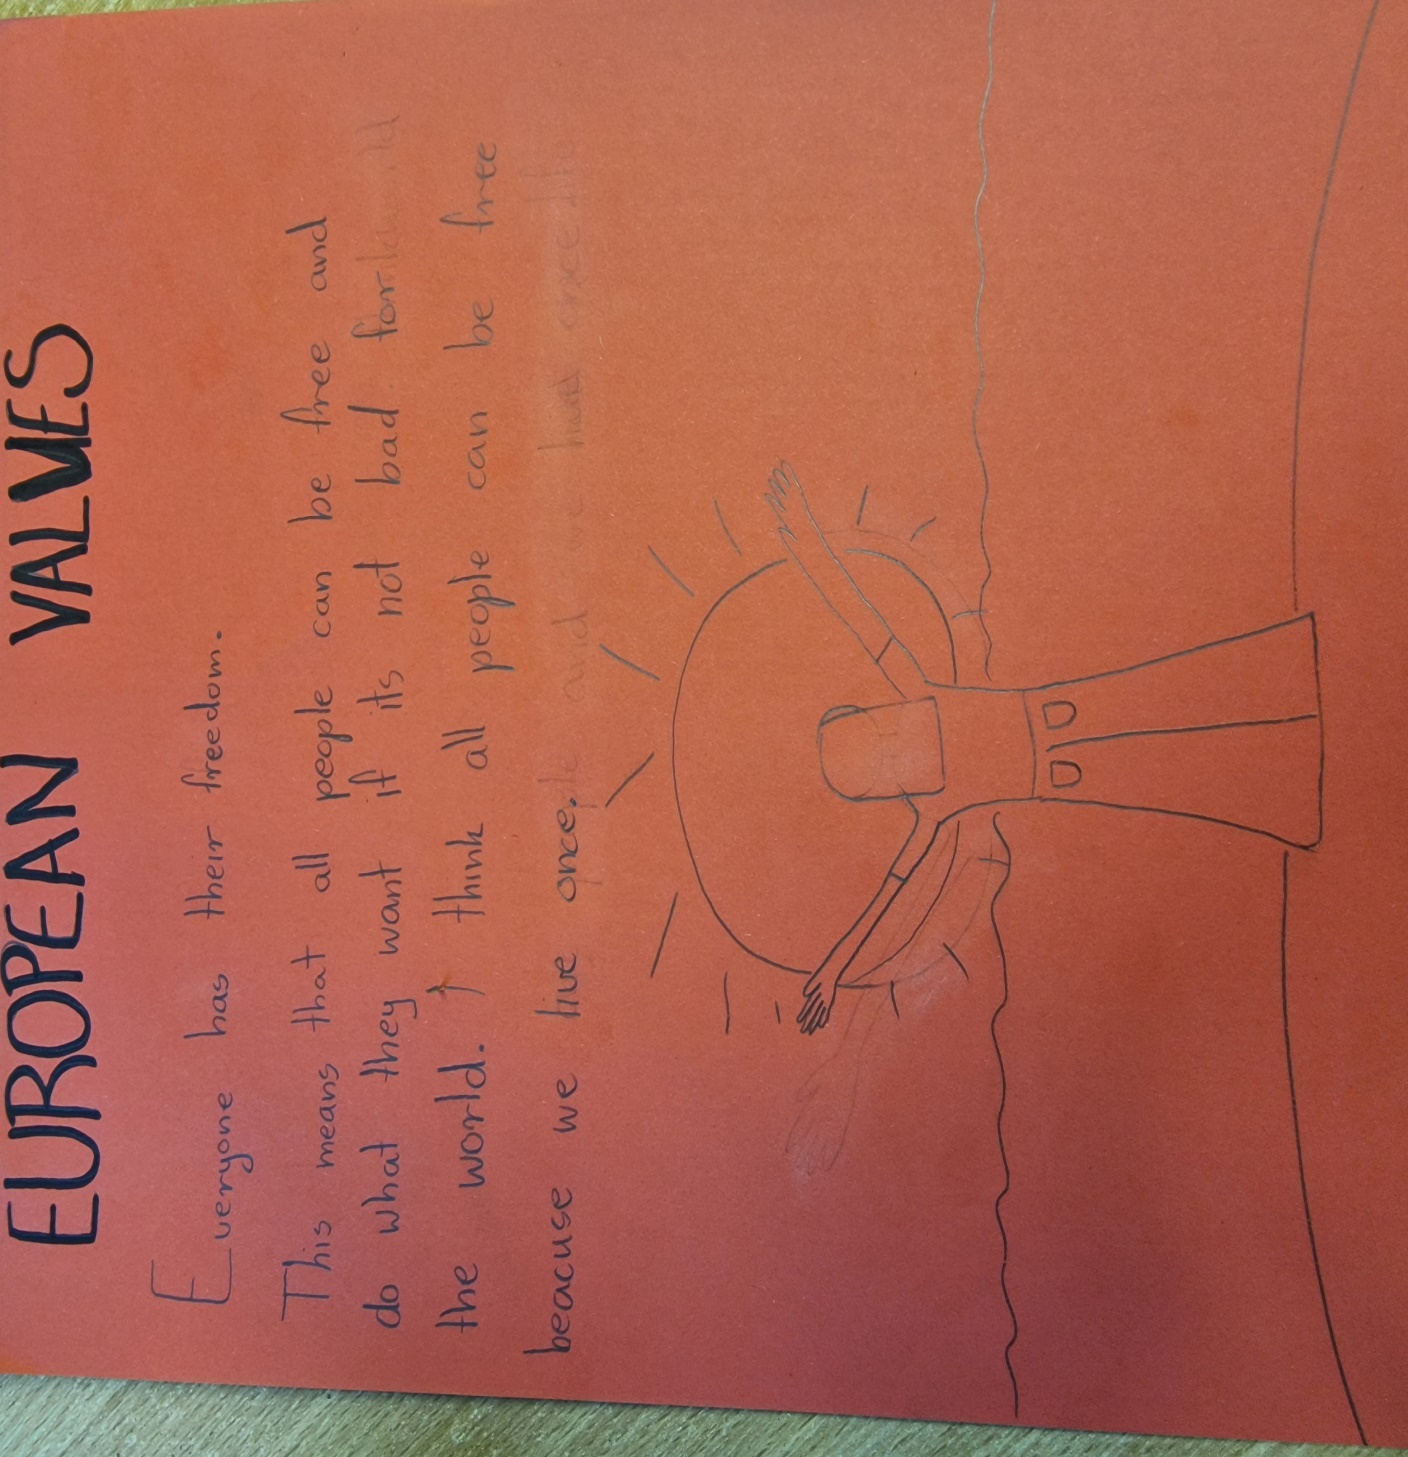 EUROPEAN VALUES
Everyone has their freedom.
This means that all people can be free and
do what they want if its not bad for
the world. I think all people can be free
beacuse we live once.